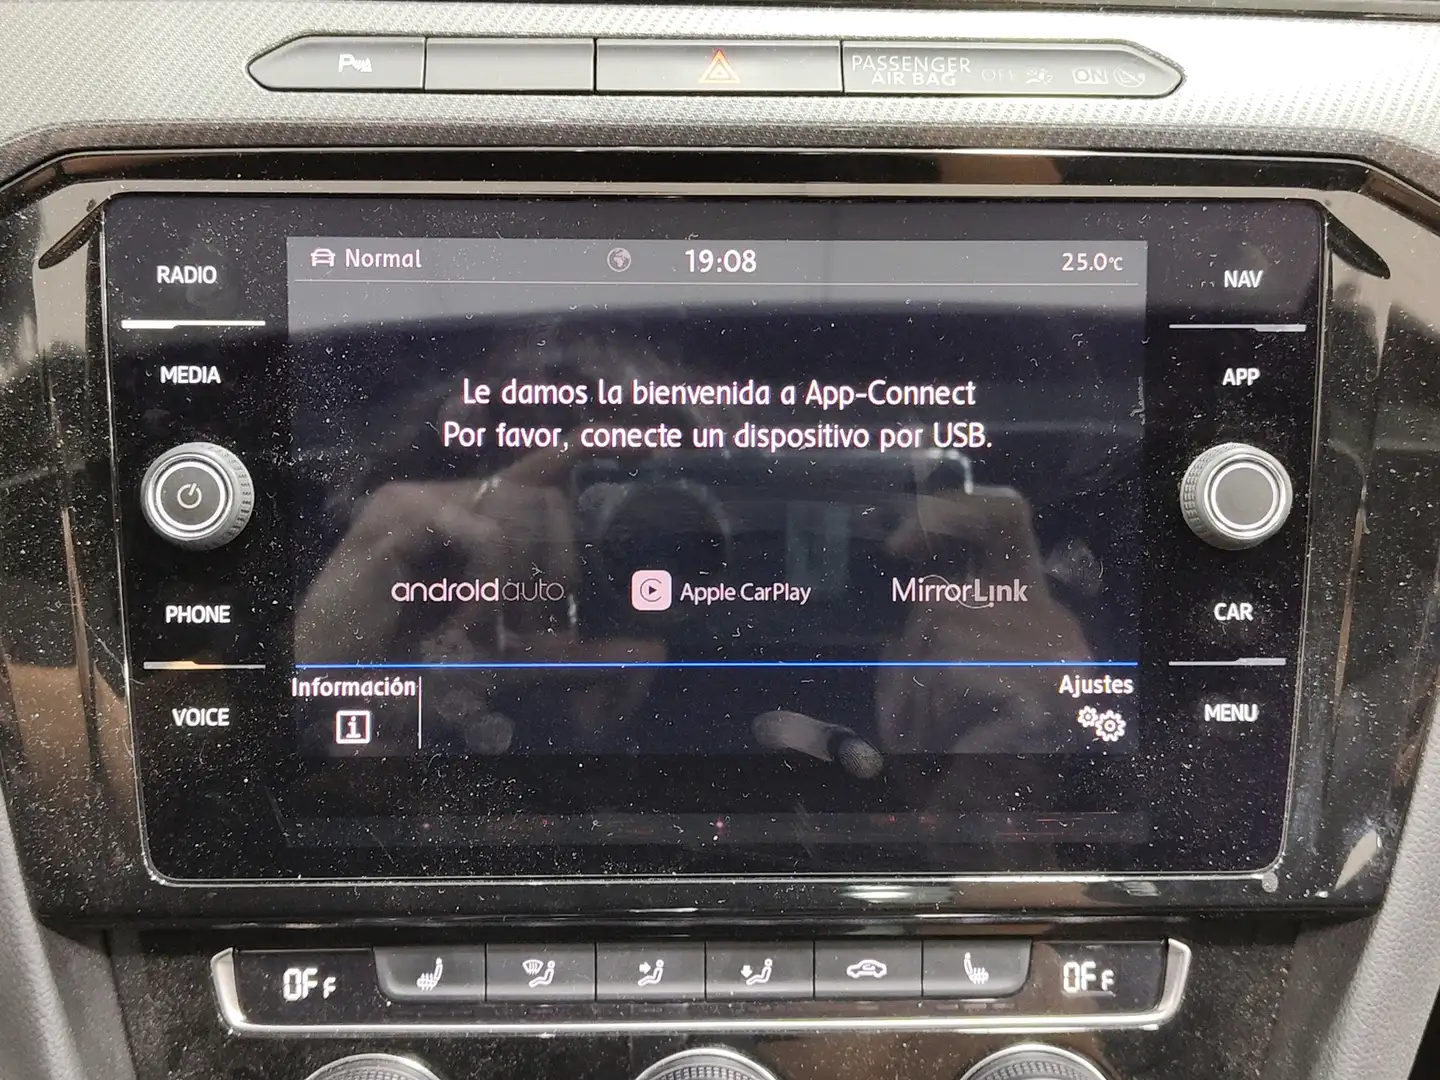 P
PASSENGER
AIR BAG OFF ON
RADIO
MEDIA
PHONE
VOICE
Normal 19:08 25.0°C
Le damos la bienvenida a App-Connect
Por favor, conecte un dispositivo por USB.
androidauto Apple CarPlay MirrorLink
Información Ajustes
i
NAV
APP
CAR
MENU
OFF OFF